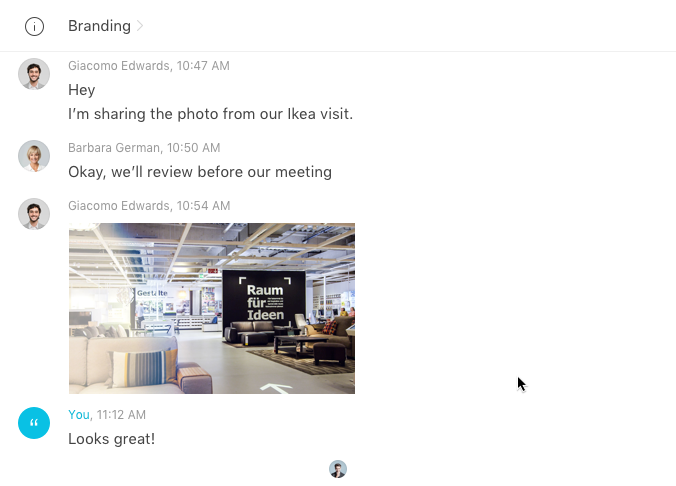 Branding
Giacomo Edwards, 10:47 AM
Hey
I’m sharing the photo from our Ikea visit.
Barbara German, 10:50 AM
Okay, we’ll review before our meeting
Giacomo Edwards, 10:54 AM
Raum
für
Ideen
You, 11:12 AM
Looks great!